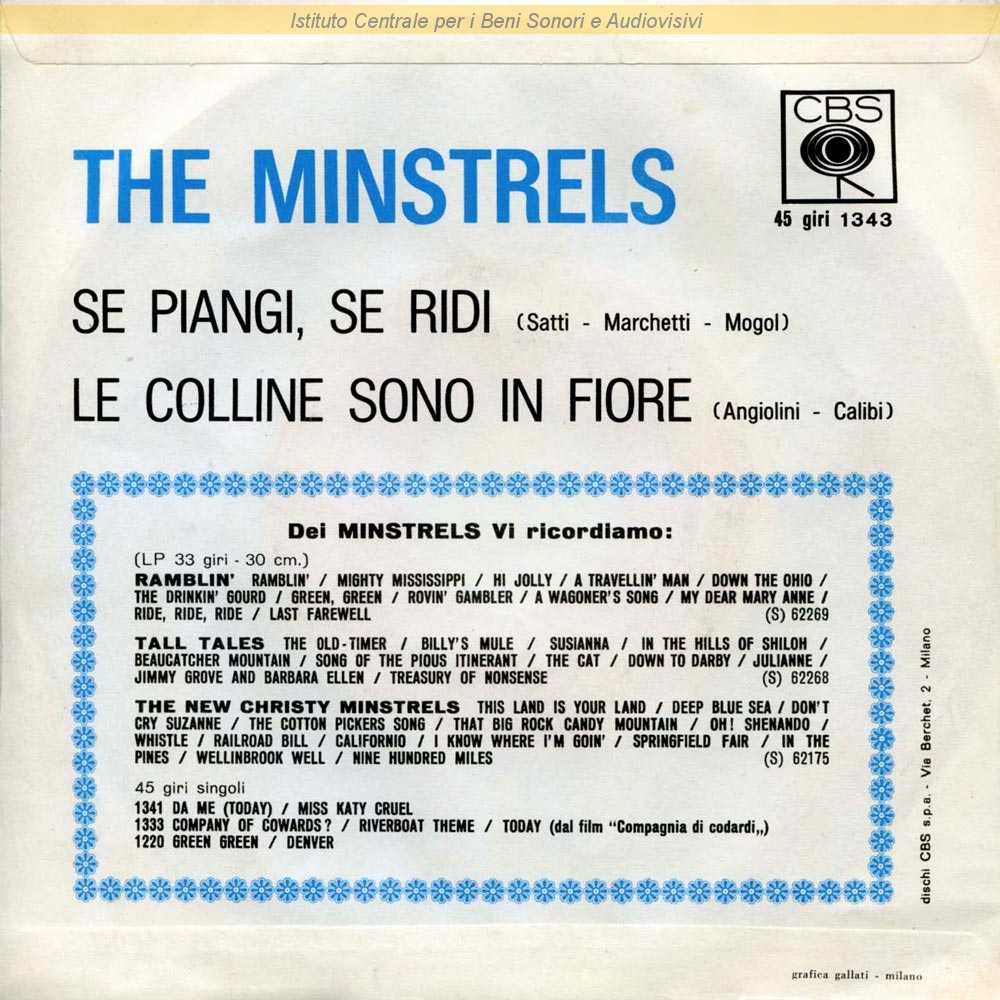 Istituto Centrale per i Beni Sonori e Audiovisivi
CBS
45 giri 1343
THE MINSTRELS
SE PIANGI, SE RIDI (Satti - Marchetti - Mogol)
LE COLLINE SONO IN FIORE (Angiolini - Calibi)
Dei MINSTRELS Vi ricordiamo:
(LP 33 giri - 30 cm.)
RAMBLIN' RAMBLIN' / MIGHTY MISSISSIPPI / HI JOLLY / A TRAVELLIN' MAN / DOWN THE OHIO /
THE DRINKIN' GOURD / GREEN, GREEN / ROVIN' GAMBLER / A WAGONER'S SONG / MY DEAR MARY ANNE /
RIDE, RIDE, RIDE / LAST FAREWELL (S) 62269
TALL TALES THE OLD-TIMER / BILLY'S MULE / SUSIANNA / IN THE HILLS OF SHILOH /
BEAUCATCHER MOUNTAIN / SONG OF THE PIOUS ITINERANT / THE CAT / DOWN TO DARBY / JULIANNE /
JIMMY GROVE AND BARBARA ELLEN / TREASURY OF NONSENSE (S) 62268
THE NEW CHRISTY MINSTRELS THIS LAND IS YOUR LAND / DEEP BLUE SEA / DON'T
CRY SUZANNE / THE COTTON PICKERS SONG / THAT BIG ROCK CANDY MOUNTAIN / OH! SHENANDO /
WHISTLE / RAILROAD BILL / CALIFORNIO / I KNOW WHERE I'M GOIN' / SPRINGFIELD FAIR / IN THE
PINES / WELLINBROOK WELL / NINE HUNDRED MILES (S) 62175
45 giri singoli
1341 DA ME (TODAY) / MISS KATY CRUEL
1333 COMPANY OF COWARDS? / RIVERBOAT THEME / TODAY (dal film "Compagnia di codardi„)
1220 GREEN GREEN / DENVER
dischi CBS s.p.a. - Via Berchet, 2 - Milano
grafica gallati - milano